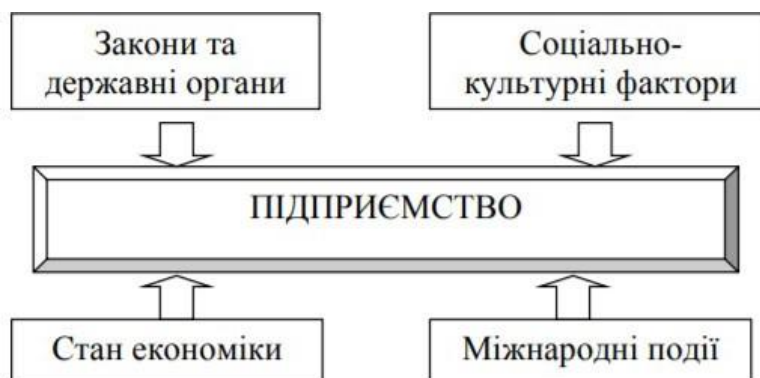 Закони та
державні органи
Соціально-
культурні фактори
ПІДПРИЄМСТВО
Стан економіки
Міжнародні події